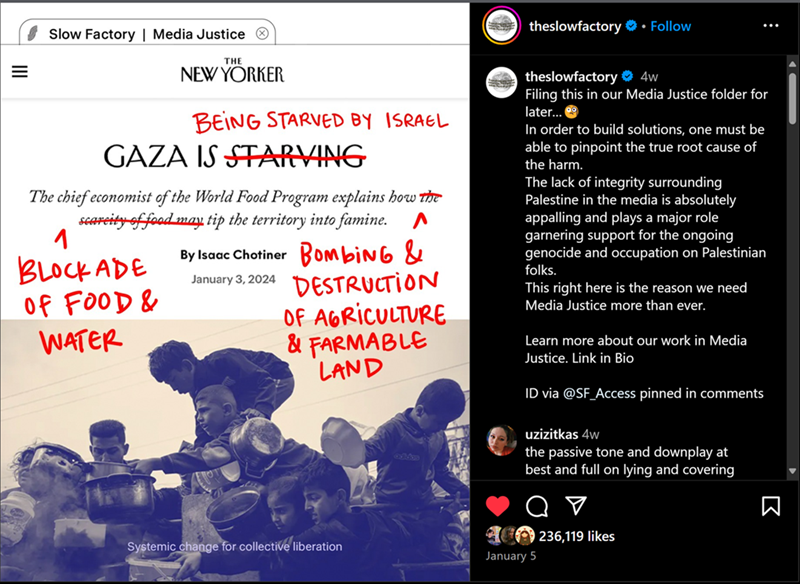 Slow Factory | Media Justice
THE
NEW YORKER
BEING STARVED BY ISRAEL
GAZA IS STARVING
The chief economist of the World Food Program explains how the
scarcity of food may tip the territory into famine.
By Isaac Chotiner
January 3, 2024
BLOCKADE
OF FOOD &
WATER
BOMBING &
DESTRUCTION
OF AGRICULTURE
& FARMABLE
LAND
Systemic change for collective liberation
theslowfactory • Follow
theslowfactory 4w
Filing this in our Media Justice folder for
later...🧐
In order to build solutions, one must be
able to pinpoint the true root cause of
the harm.
The lack of integrity surrounding
Palestine in the media is absolutely
appalling and plays a major role
garnering support for the ongoing
genocide and occupation on Palestinian
folks.
This right here is the reason we need
Media Justice more than ever.
Learn more about our work in Media
Justice. Link in Bio
ID via @SF_Access pinned in comments
uzizitkas 4w
the passive tone and downplay at
best and full on lying and covering
236,119 likes
January 5